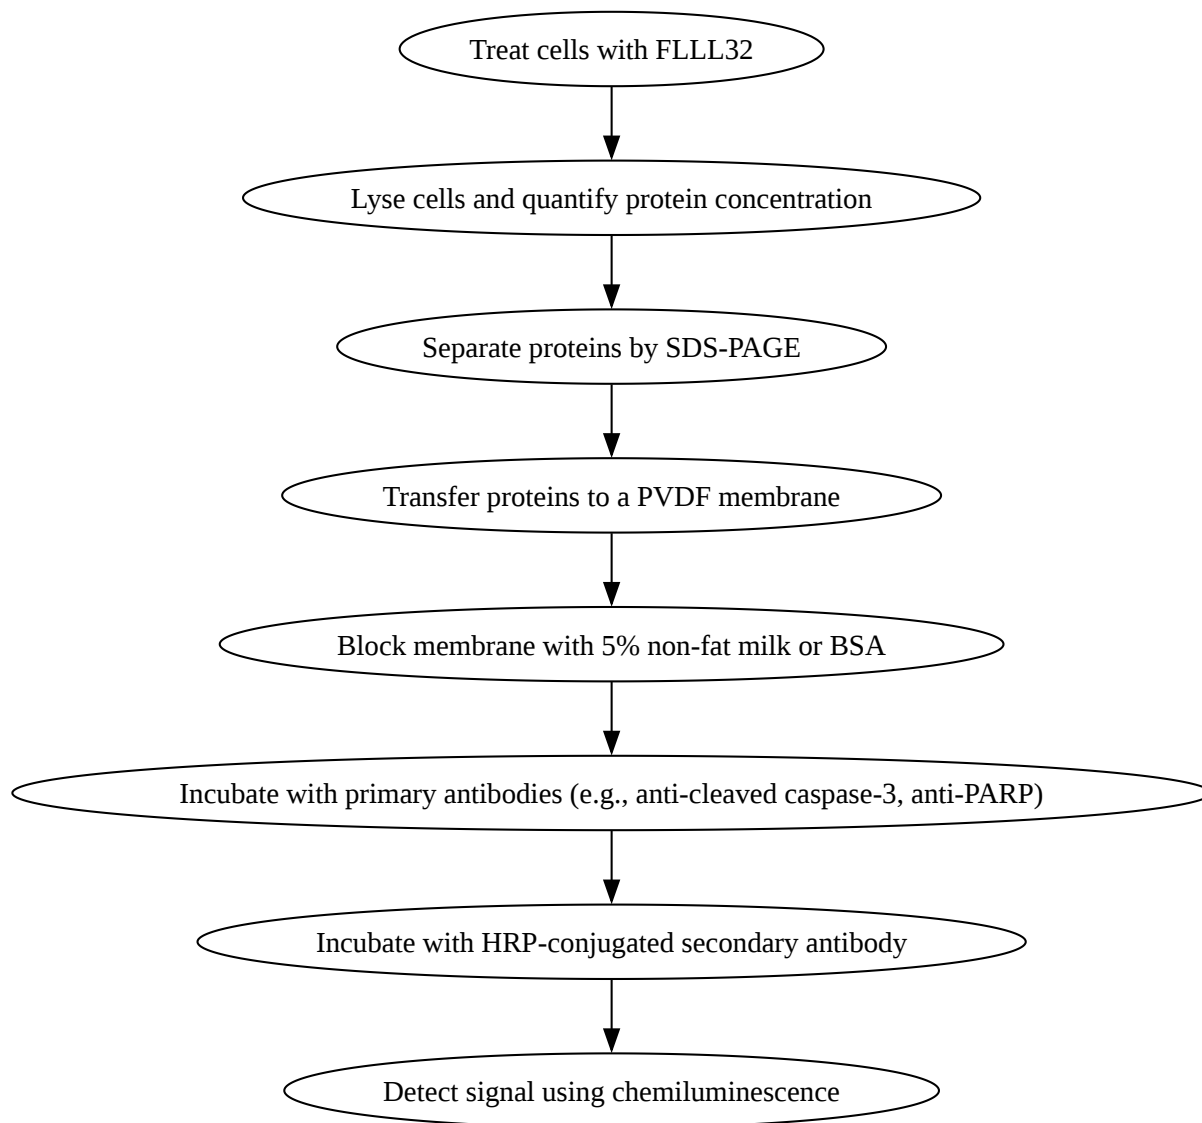 Treat cells with FLLL32
Lyse cells and quantify protein concentration
Separate proteins by SDS-PAGE
Transfer proteins to a PVDF membrane
Block membrane with 5% non-fat milk or BSA
Incubate with primary antibodies (e.g., anti-cleaved caspase-3, anti-PARP)
Incubate with HRP-conjugated secondary antibody
Detect signal using chemiluminescence